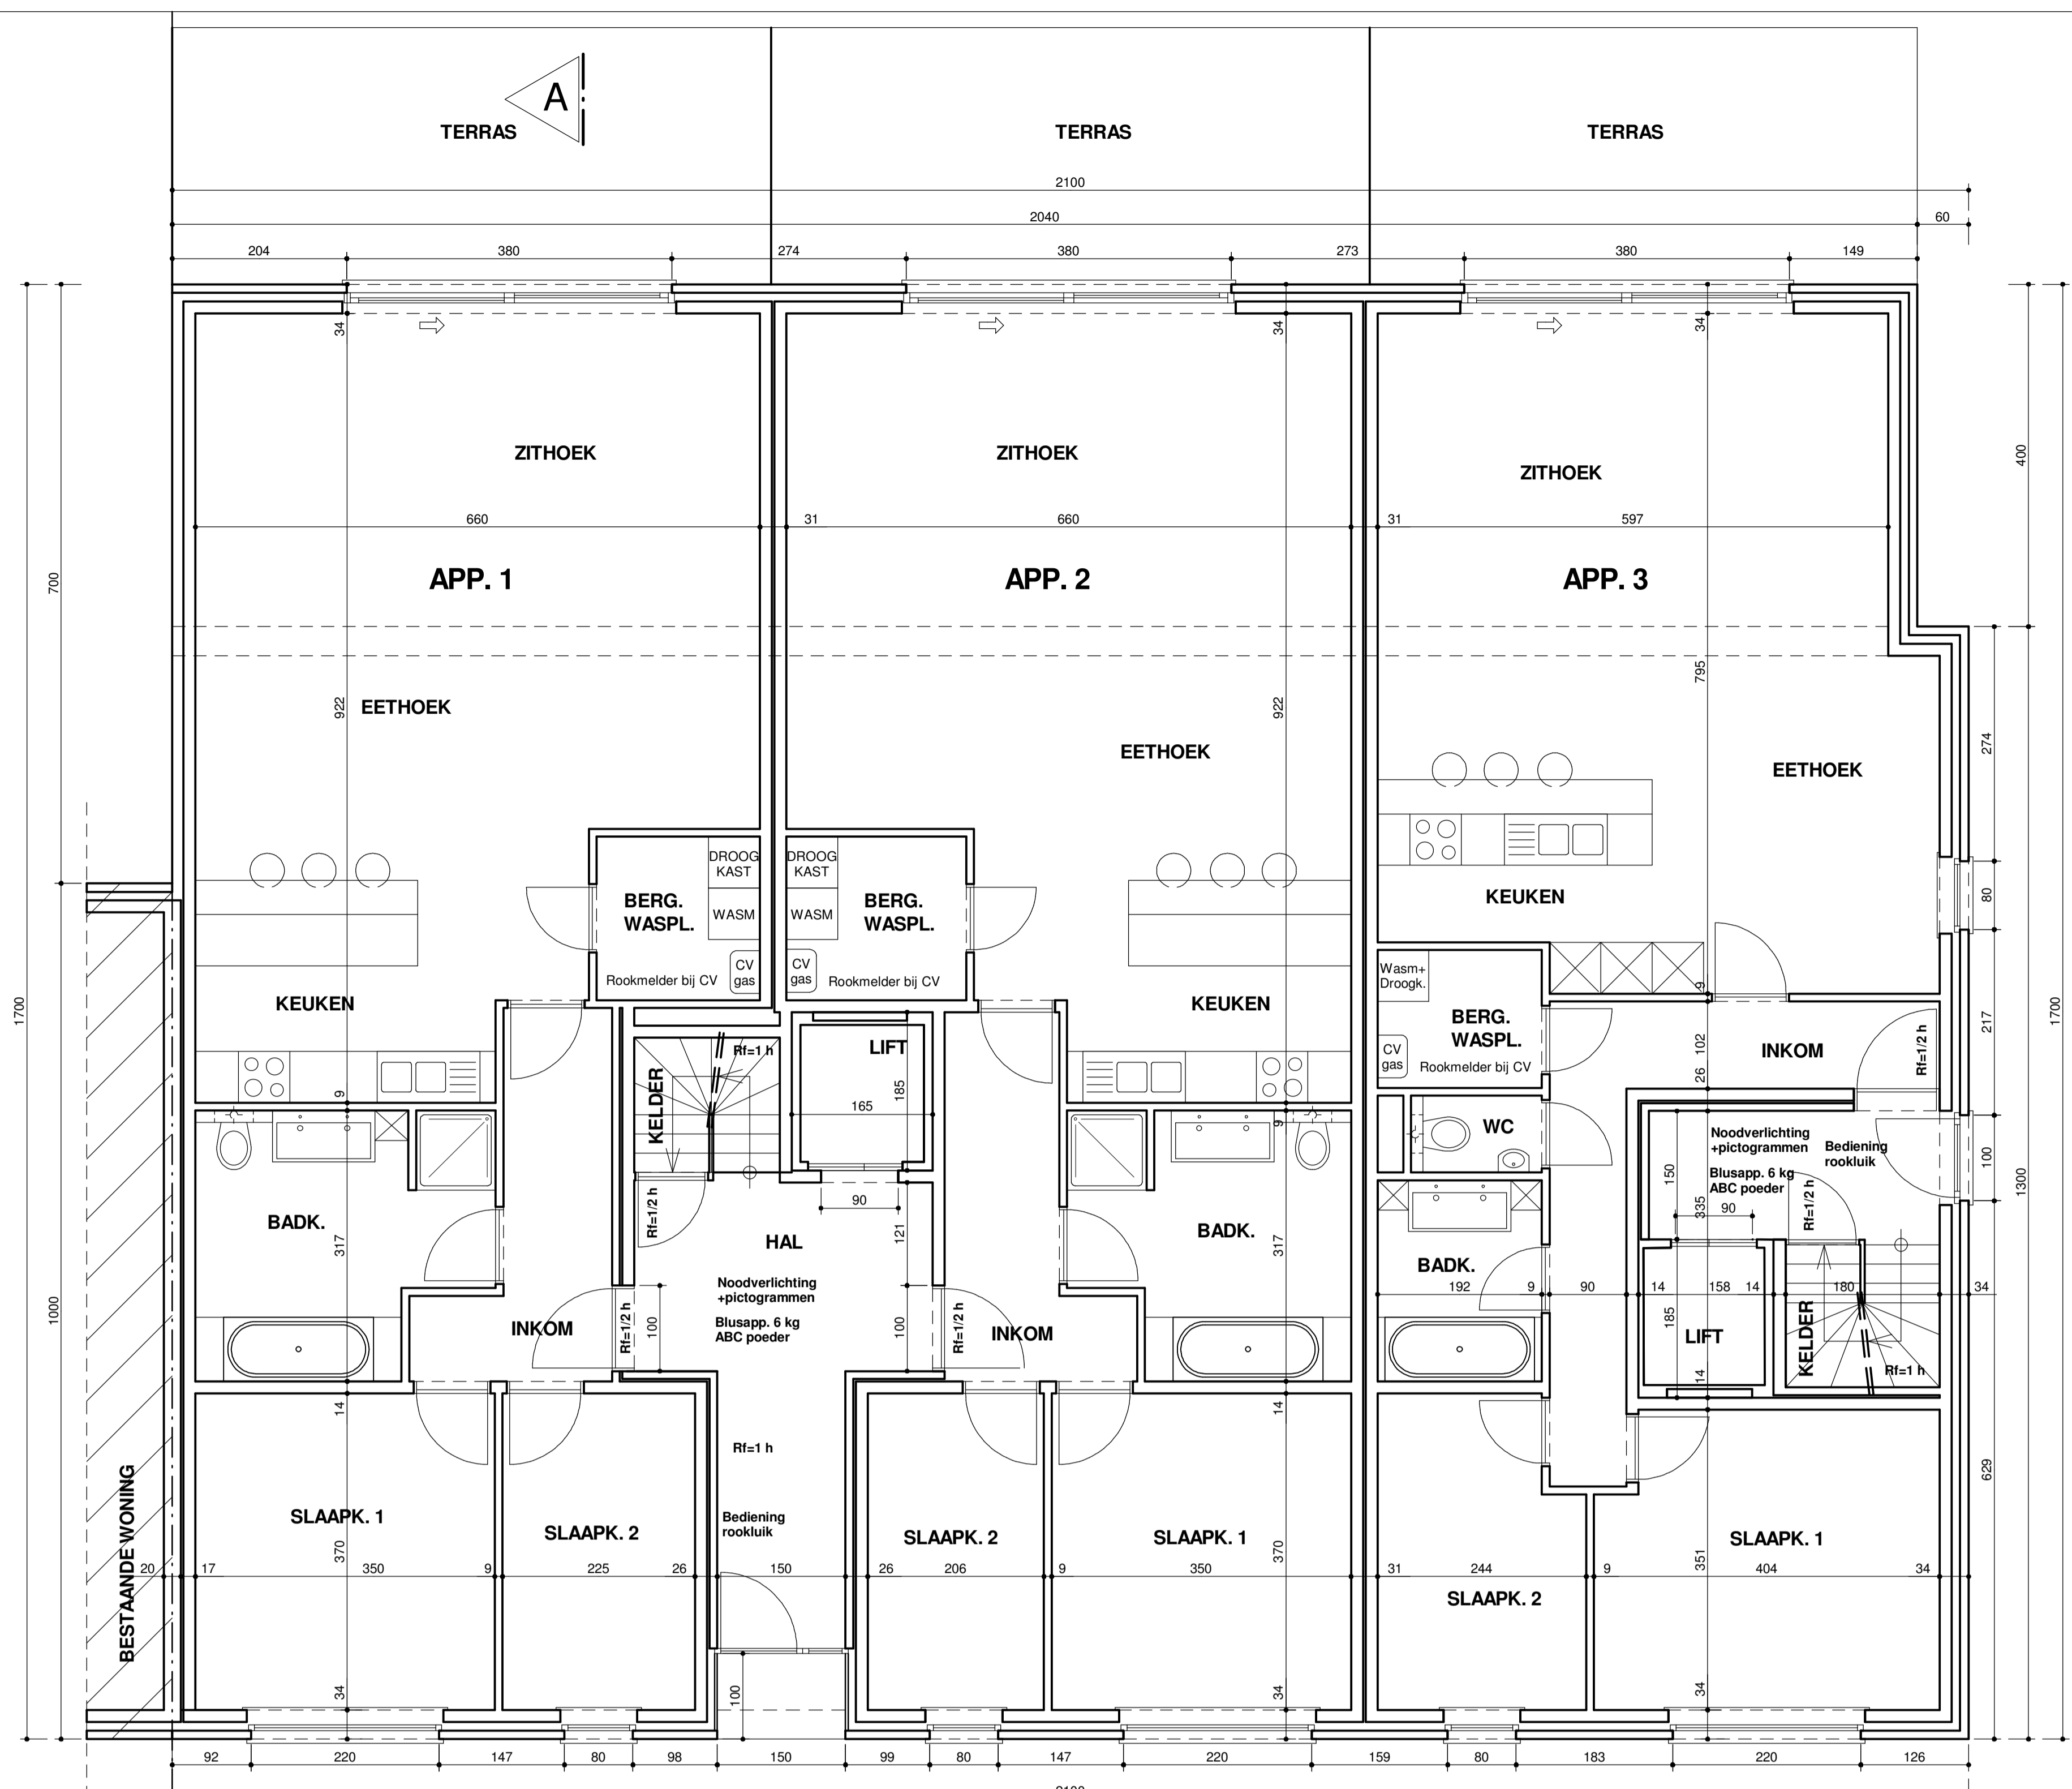 A
TERRAS
TERRAS
TERRAS
2100
2040
60
204
380
274
380
273
380
149
34
34
34
ZITHOEK
ZITHOEK
ZITHOEK
400
660
31
660
31
597
700
APP. 1
APP. 2
APP. 3
922
EETHOEK
922
795
EETHOEK
EETHOEK
274
DROOG
KAST
DROOG
KAST
BERG.
WASPL.
WASM
WASM
BERG.
WASPL.
KEUKEN
80
CV
gas
CV
gas
Rookmelder bij CV
Rookmelder bij CV
Wasm+
Droogk.
9
KEUKEN
KEUKEN
1700
1700
217
BERG.
WASPL.
CV
gas
Rookmelder bij CV
102
26
INKOM
Rf=1/2 h
LIFT
Rf=1 h
KELDER
185
165
9
9
WC
Noodverlichting
+pictogrammen
Bediening
rookluik
Blusapp. 6 kg
ABC poeder
150
335
90
Rf=1/2 h
100
1300
Rf=1/2 h
90
121
BADK.
317
HAL
BADK.
317
BADK.
192
9
90
14
158
14
180
34
Noodverlichting
+pictogrammen
Blusapp. 6 kg
ABC poeder
1000
INKOM
Rf=1/2 h
100
100
Rf=1/2 h
INKOM
185
LIFT
14
KELDER
Rf=1 h
14
14
Rf=1 h
629
BESTAANDE WONING
SLAAPK. 1
SLAAPK. 2
Bediening
rookluik
SLAAPK. 2
SLAAPK. 1
SLAAPK. 1
370
370
351
20
17
350
9
225
26
150
26
206
9
350
31
244
9
404
34
SLAAPK. 2
34
100
34
34
92
220
147
80
98
150
99
80
147
220
159
80
183
220
126
2100